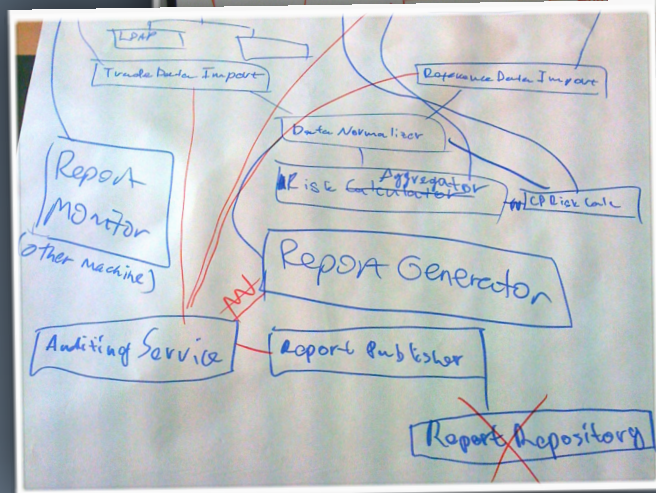 LDAP
Trade Data Import
Reference Data Import
Data Normalizer
Report
Monitor
(other machine)
Aggregator
Risk Calculator
CP Risk Calc
Report Generator
Auditing Service
Report Publisher
Report Repository